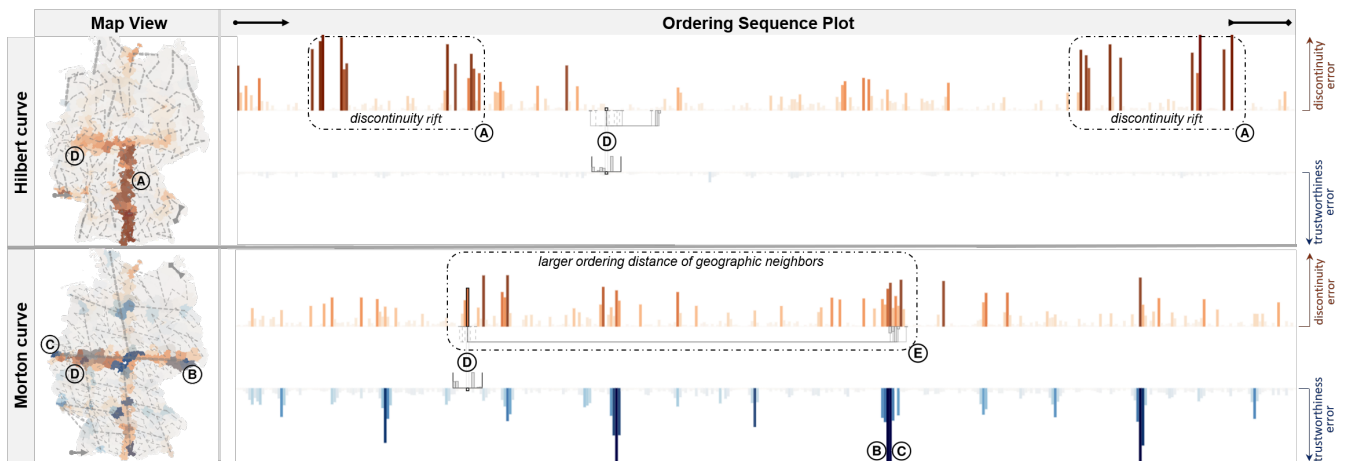 Map View
Ordering Sequence Plot
Hilbert curve
D
A
discontinuity rift
A
D
discontinuity rift
A
discontinuity
error
trustworthiness
error
Morton curve
C
D
B
larger ordering distance of geographic neighbors
E
D
B
C
discontinuity
error
trustworthiness
error